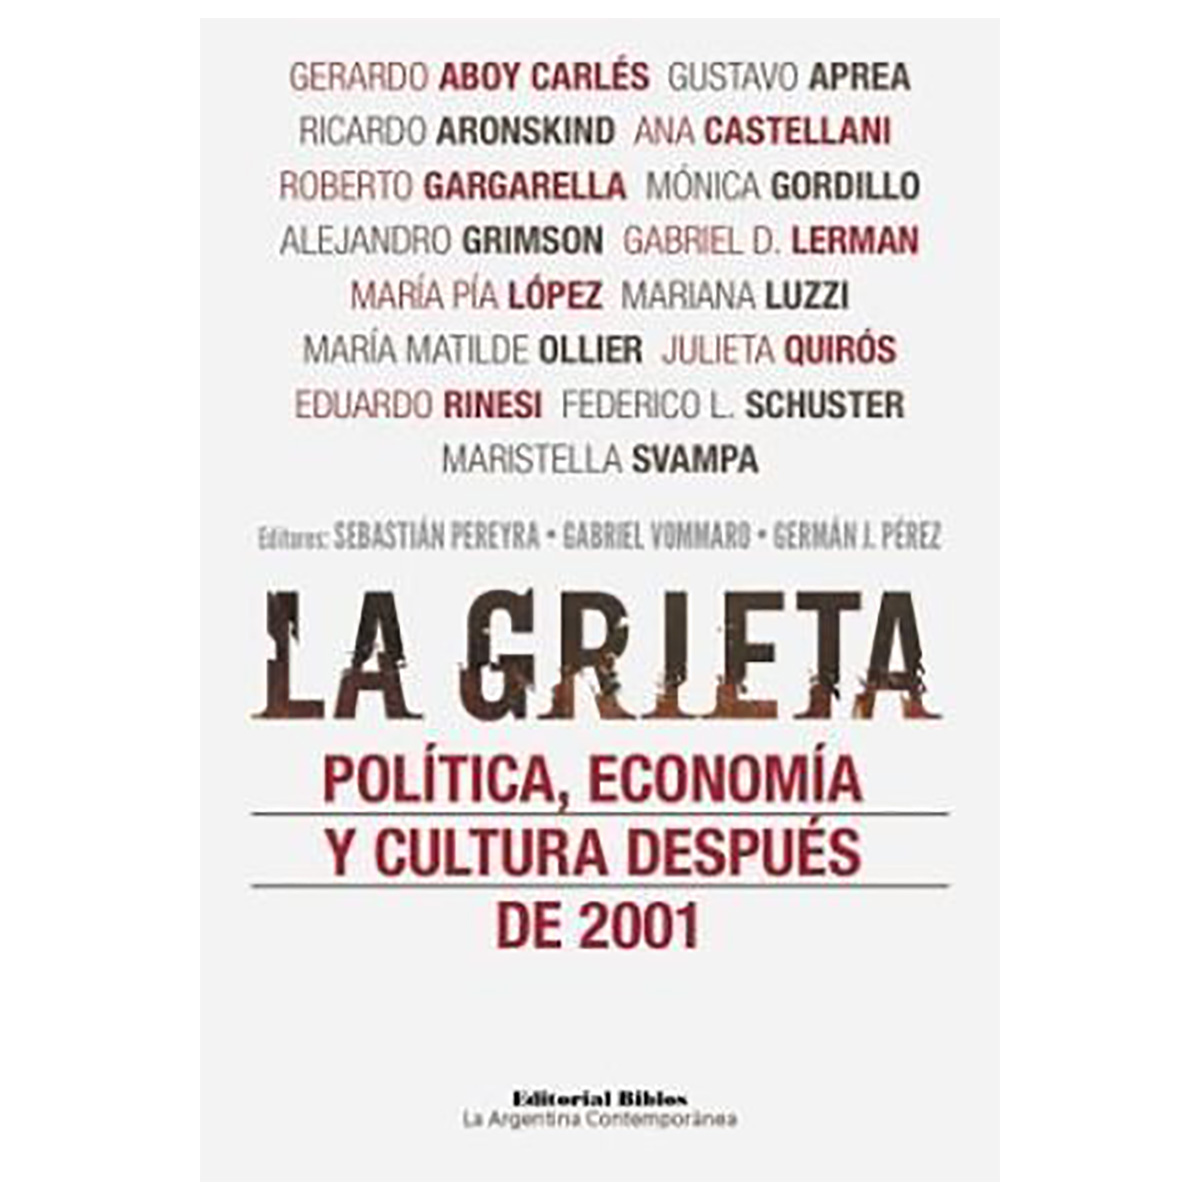 GERARDO ABOY CARLÉS GUSTAVO APREA
RICARDO ARONSKIND ANA CASTELLANI
ROBERTO GARGARELLA MÓNICA GORDILLO
ALEJANDRO GRIMSON GABRIEL D. LERMAN
MARÍA PÍA LÓPEZ MARIANA LUZZI
MARÍA MATILDE OLLIER JULIETA QUIRÓS
EDUARDO RINESI FEDERICO L. SCHUSTER
MARISTELLA SVAMPA
Editores: SEBASTIÁN PEREYRA • GABRIEL VOMMARO • GERMÁN J. PÉREZ
LA GRIETA
POLÍTICA, ECONOMÍA
Y CULTURA DESPUÉS
DE 2001
Editorial Biblos
La Argentina Contemporánea